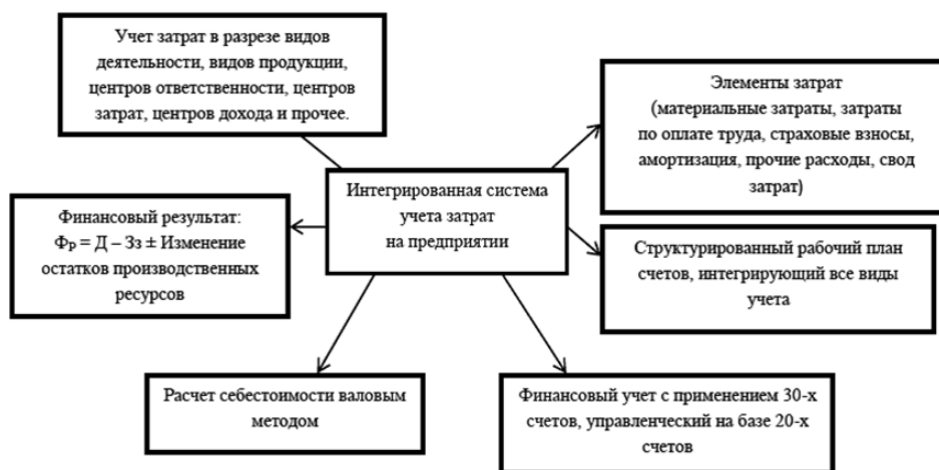 Учет затрат в разрезе видов
деятельности, видов продукции,
центров ответственности, центров
затрат, центров дохода и прочее.
Элементы затрат
(материальные затраты, затраты
по оплате труда, страховые взносы,
амортизация, прочие расходы, свод
затрат)
Интегрированная система
учета затрат
на предприятии
Финансовый результат:
Фр = Д – Зз ± Изменение
остатков производственных
ресурсов
Структурированный рабочий план
счетов, интегрирующий все виды
учета
Расчет себестоимости валовым
методом
Финансовый учет с применением 30-х
счетов, управленческий на базе 20-х
счетов